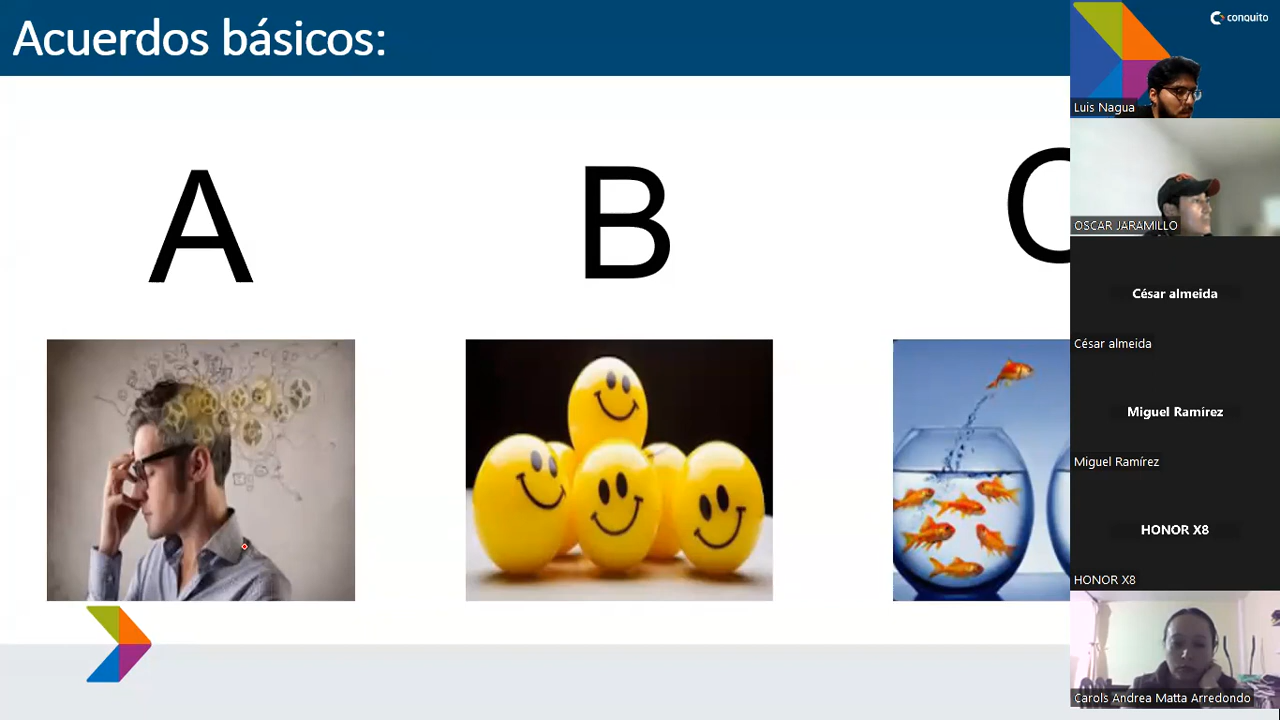 Acuerdos básicos:
A
B
C
conquito
Luis Nagua
OSCAR JARAMILLO
César almeida
César almeida
Miguel Ramírez
Miguel Ramírez
HONOR X8
HONOR X8
Carols Andrea Matta Arredondo